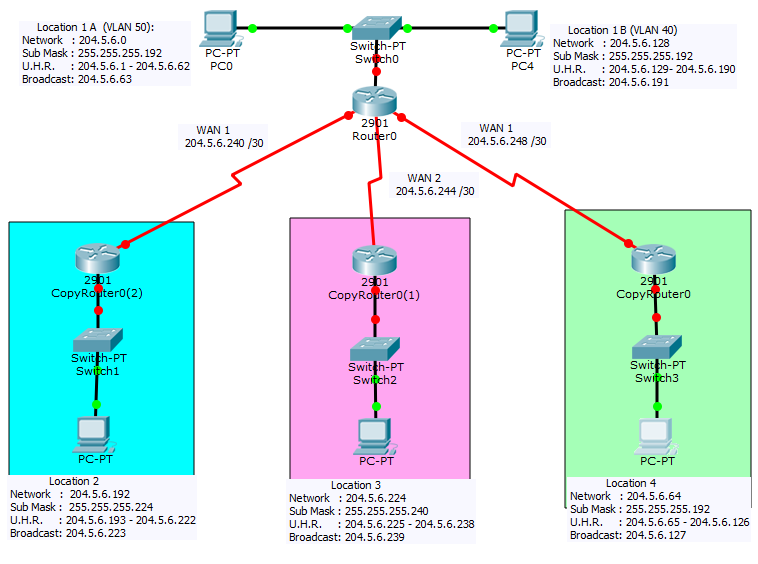 Location 1 A  (VLAN 50):
Network   : 204.5.6.0
Sub Mask : 255.255.255.192
U.H.R.    : 204.5.6.1 - 204.5.6.62
Broadcast: 204.5.6.63
PC-PT
PC0
Switch-PT
Switch0
PC-PT
PC4
Location 1 B (VLAN 40)
Network   : 204.5.6.128
Sub Mask : 255.255.255.192
U.H.R.    : 204.5.6.129- 204.5.6.190
Broadcast: 204.5.6.191
2901
Router0
WAN 1
204.5.6.240 /30
WAN 2
204.5.6.244 /30
WAN 1
204.5.6.248 /30
2901
CopyRouter0(2)
Switch-PT
Switch1
PC-PT
Location 2
Network   : 204.5.6.192
Sub Mask : 255.255.255.224
U.H.R.    : 204.5.6.193 - 204.5.6.222
Broadcast: 204.5.6.223
2901
CopyRouter0(1)
Switch-PT
Switch2
PC-PT
Location 3
Network   : 204.5.6.224
Sub Mask : 255.255.255.240
U.H.R.    : 204.5.6.225 - 204.5.6.238
Broadcast: 204.5.6.239
2901
CopyRouter0
Switch-PT
Switch3
PC-PT
Location 4
Network   : 204.5.6.64
Sub Mask : 255.255.255.192
U.H.R.    : 204.5.6.65 - 204.5.6.126
Broadcast: 204.5.6.127